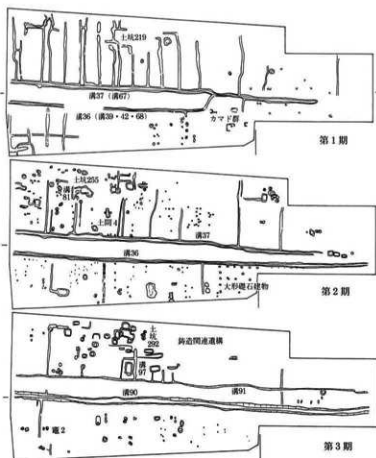 土坑219
溝37（溝67）
溝36（溝39・42・68）
カマド群
第1期
土坑255
溝81
土間4
溝37
溝36
大形礎石建物
第2期
土坑292
鋳造関連遺構
溝97
溝90
溝91
竈2
第3期